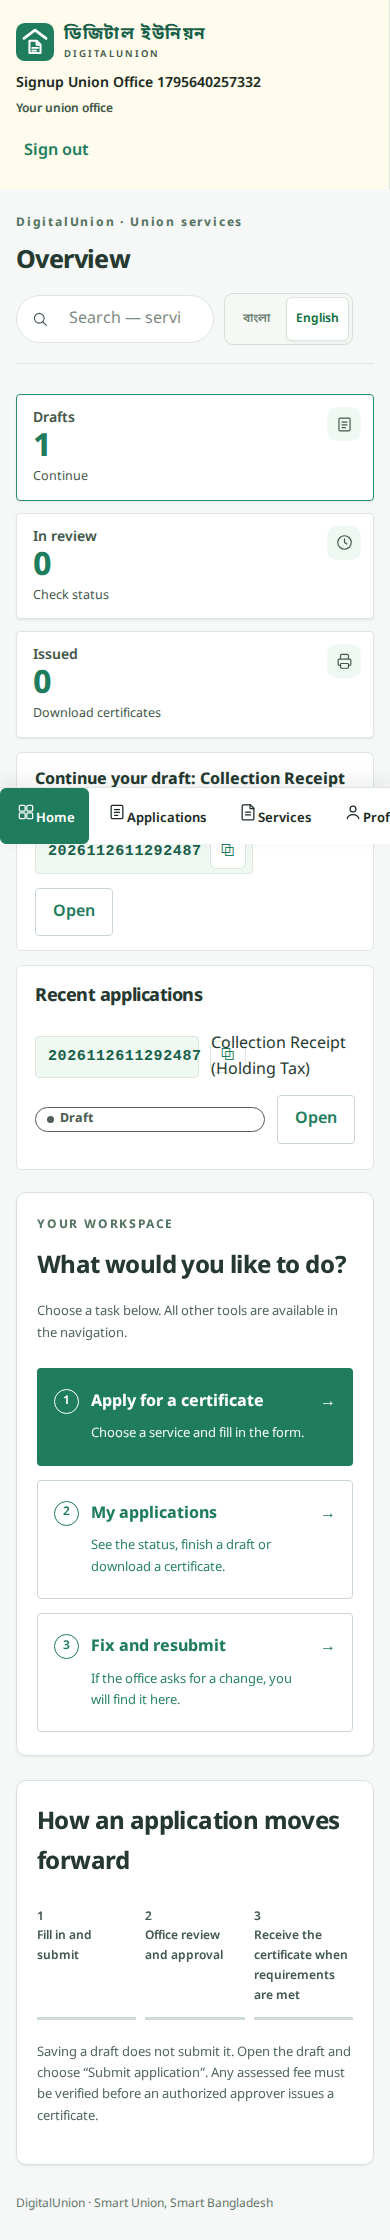 ডিজিটাল ইউনিয়ন
DIGITALUNION
Signup Union Office 1795640257332
Your union office
Sign out
DigitalUnion · Union services
Overview
Search — servi
বাংলা
English
Drafts
1
Continue
In review
0
Check status
Issued
0
Download certificates
Continue your draft: Collection Receipt
Home
Applications
Services
Prof
2026112611292487
Open
Recent applications
2026112611292487
Collection Receipt
(Holding Tax)
Draft
Open
YOUR WORKSPACE
What would you like to do?
Choose a task below. All other tools are available in
the navigation.
1
Apply for a certificate →
Choose a service and fill in the form.
2
My applications →
See the status, finish a draft or
download a certificate.
3
Fix and resubmit →
If the office asks for a change, you
will find it here.
How an application moves
forward
1
Fill in and
submit
2
Office review
and approval
3
Receive the
certificate when
requirements
are met
Saving a draft does not submit it. Open the draft and
choose “Submit application”. Any assessed fee must
be verified before an authorized approver issues a
certificate.
DigitalUnion · Smart Union, Smart Bangladesh